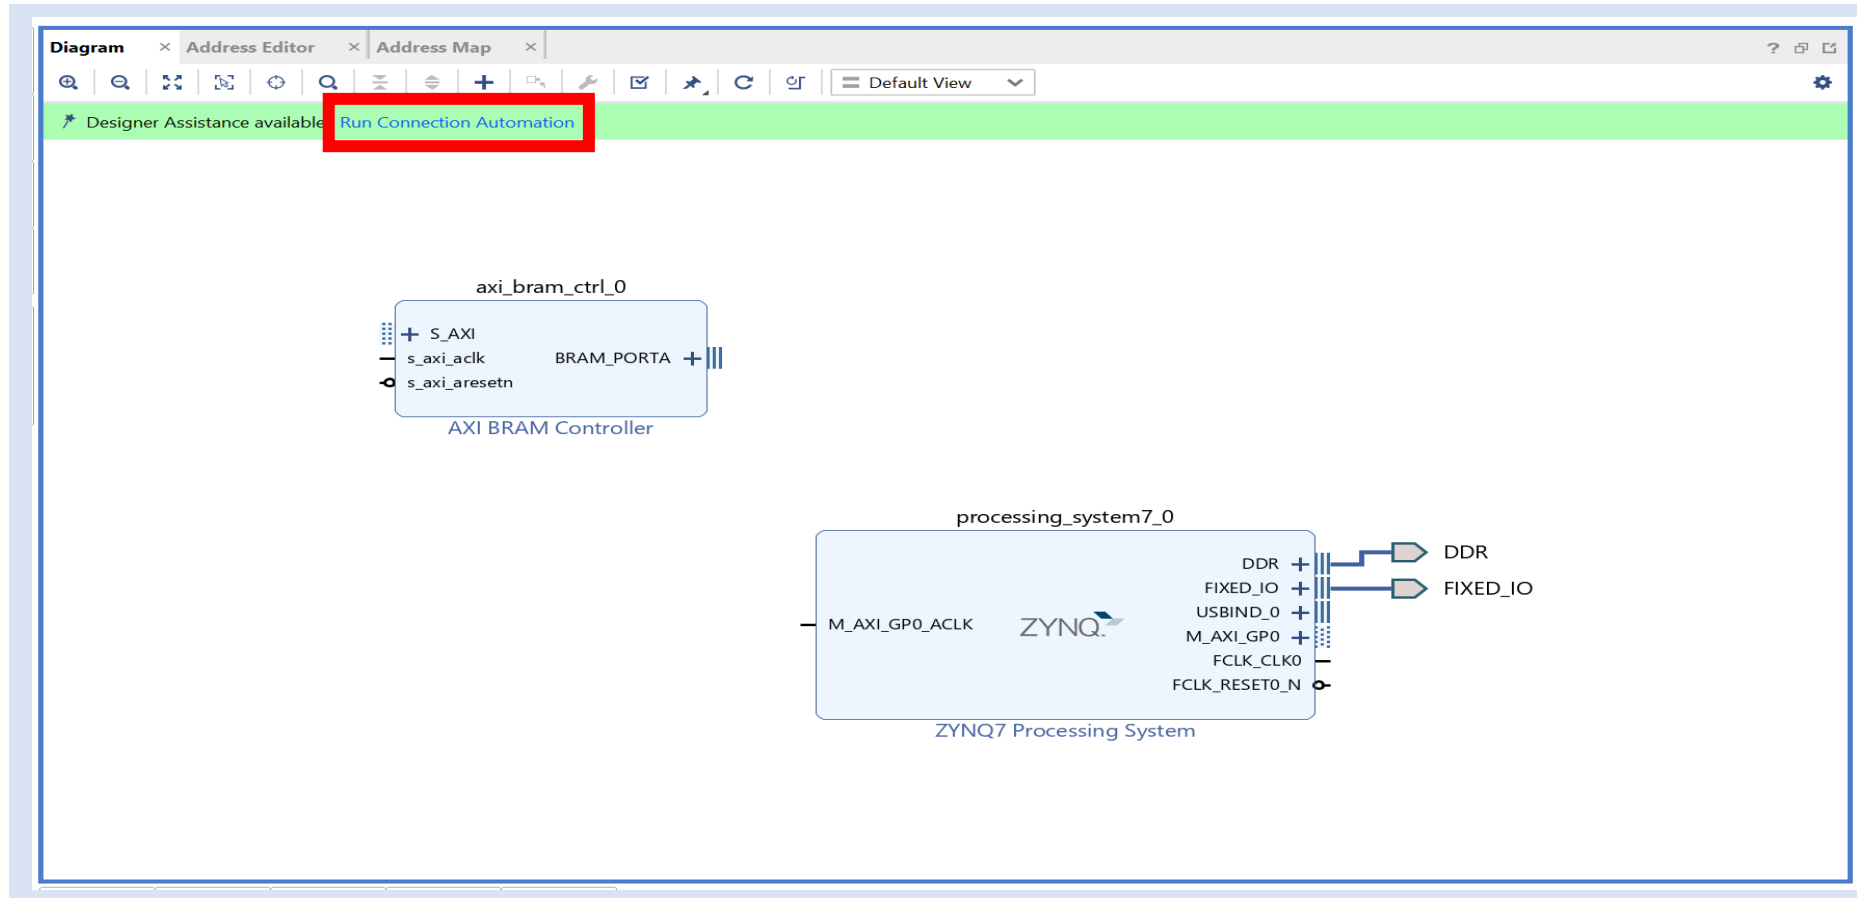 Diagram × Address Editor × Address Map ×
?
Default View
Designer Assistance available Run Connection Automation
axi_bram_ctrl_0
S_AXI
s_axi_aclk BRAM_PORTA
s_axi_aresetn
AXI BRAM Controller
processing_system7_0
DDR DDR
FIXED_IO FIXED_IO
USBIND_0
M_AXI_GP0_ACLK ZYNQ M_AXI_GP0
FCLK_CLK0
FCLK_RESET0_N
ZYNQ7 Processing System